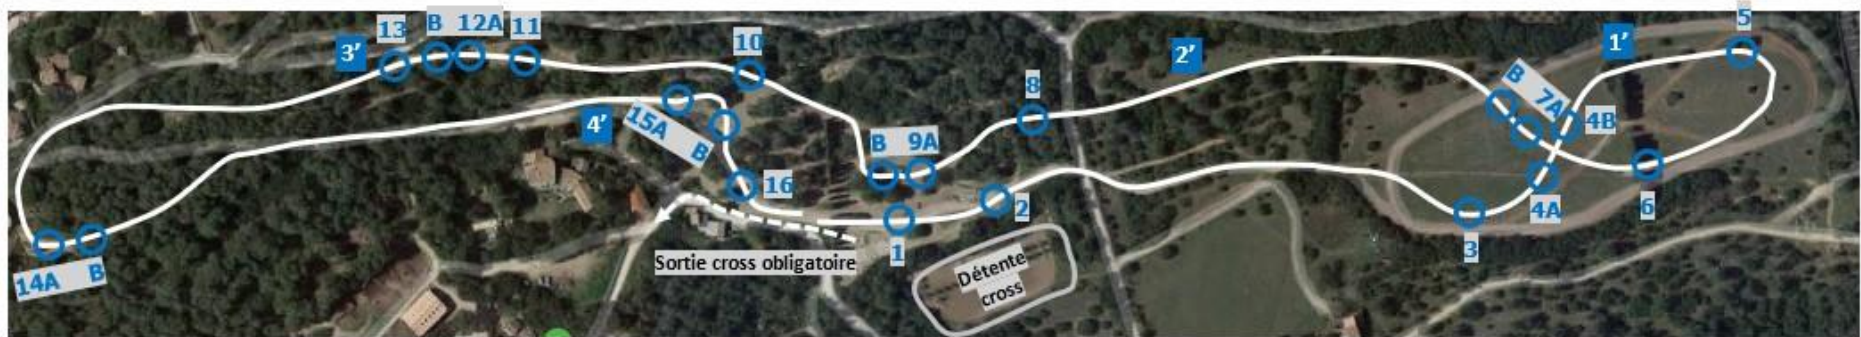 5
B 12A
11
13
10
3’
2’
1’
8
B 7A
4B
15A B
4’
B 9A
16
2
4A
6
1
3
Sortie cross obligatoire
Détente
cross
14A B